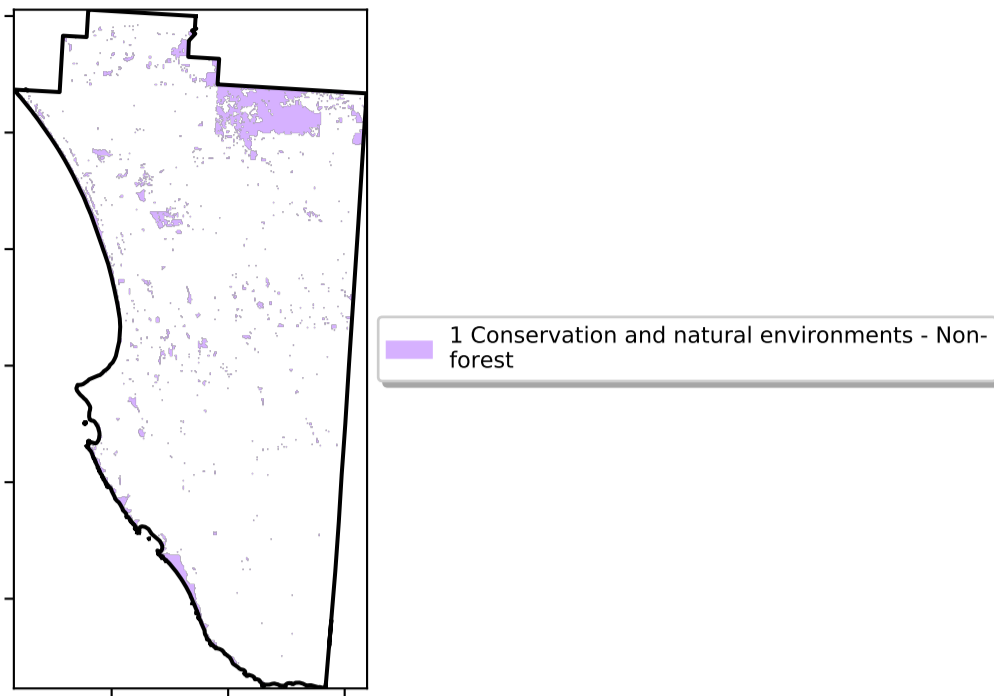 1 Conservation and natural environments - Non-
forest